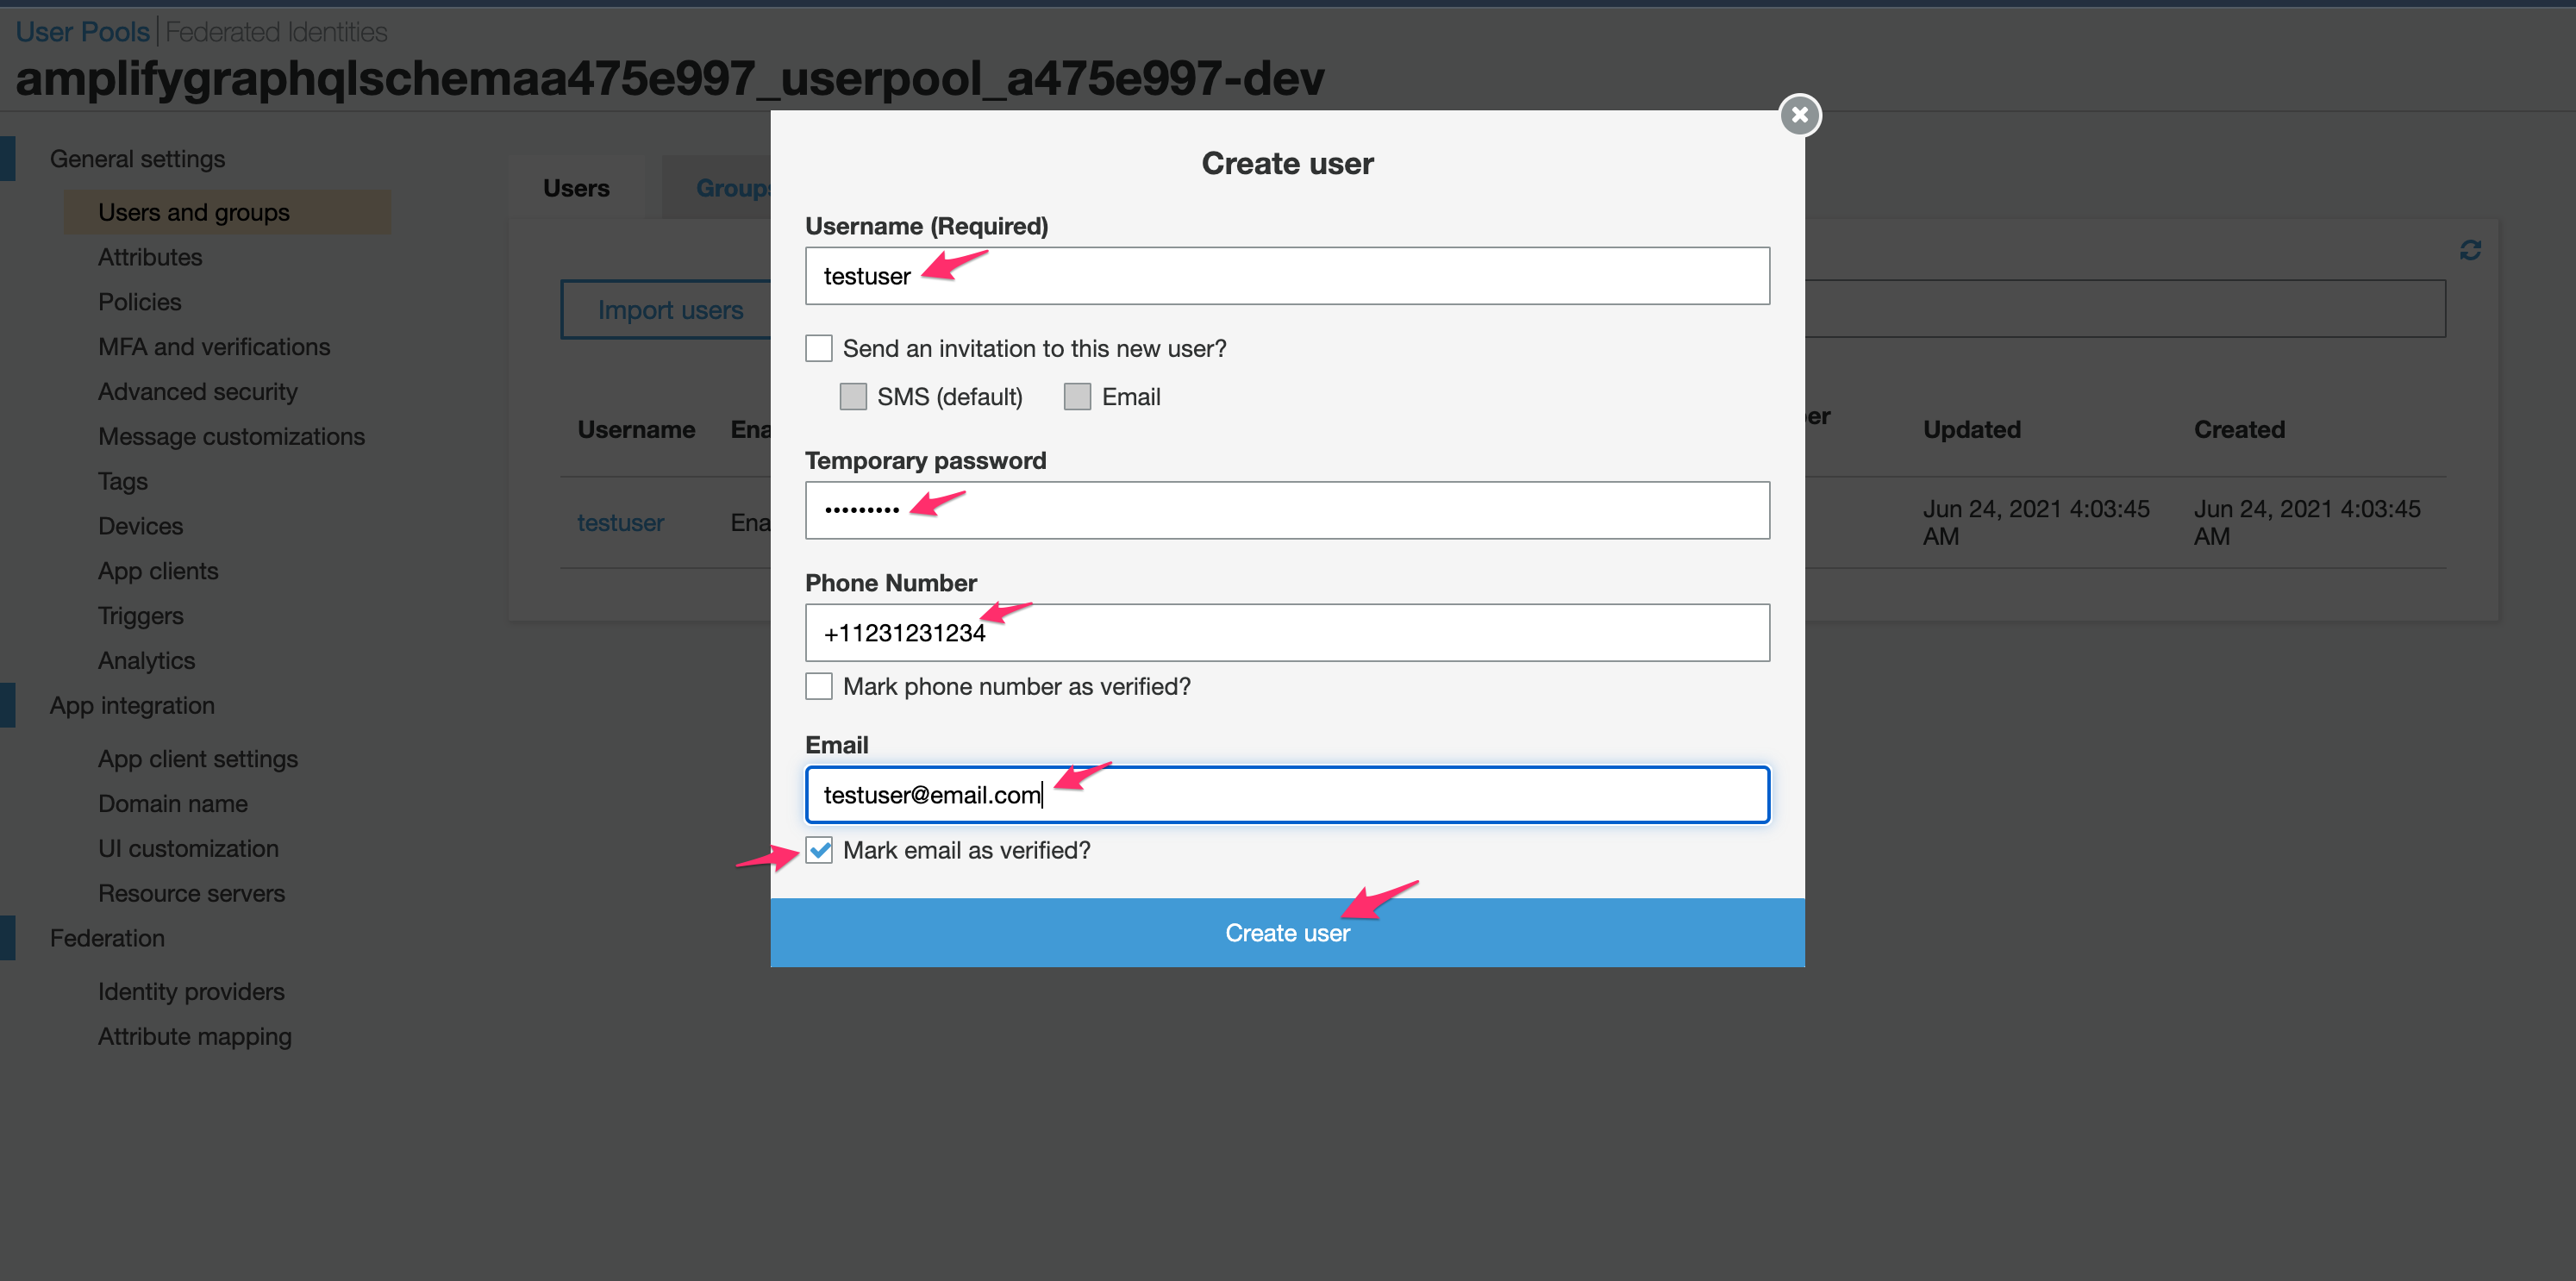 User Pools | Federated Identities
amplifygraphqlschemaa475e997_userpool_a475e997-dev
General settings
Users and groups
Attributes
Policies
MFA and verifications
Advanced security
Message customizations
Tags
Devices
App clients
Triggers
Analytics
App integration
App client settings
Domain name
UI customization
Resource servers
Federation
Identity providers
Attribute mapping
Users
Groups
Import users
Username Ena
er
Updated
Created
testuser Ena
Jun 24, 2021 4:03:45
AM
Jun 24, 2021 4:03:45
AM
Create user
Username (Required)
testuser
Send an invitation to this new user?
SMS (default) Email
Temporary password
•••••••••
Phone Number
+11231231234
Mark phone number as verified?
Email
testuser@email.com
Mark email as verified?
Create user